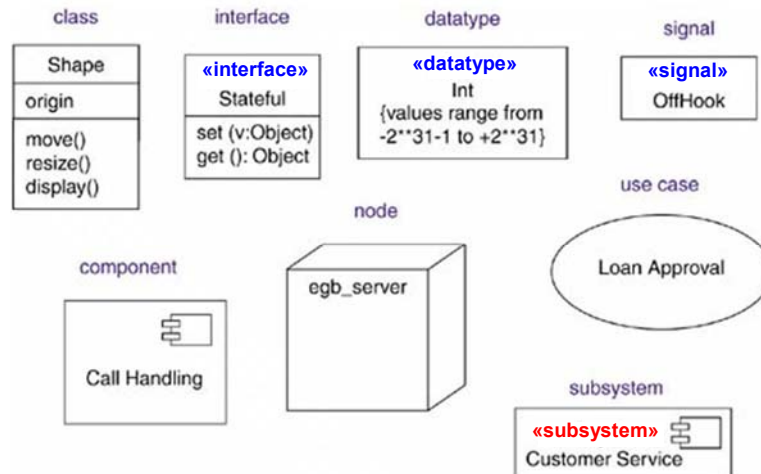 class
Shape
origin
move()
resize()
display()
interface
«interface»
Stateful
set (v:Object)
get (): Object
datatype
«datatype»
Int
{values range from
-2**31-1 to +2**31}
signal
«signal»
OffHook
component
Call Handling
node
egb_server
use case
Loan Approval
subsystem
«subsystem»
Customer Service